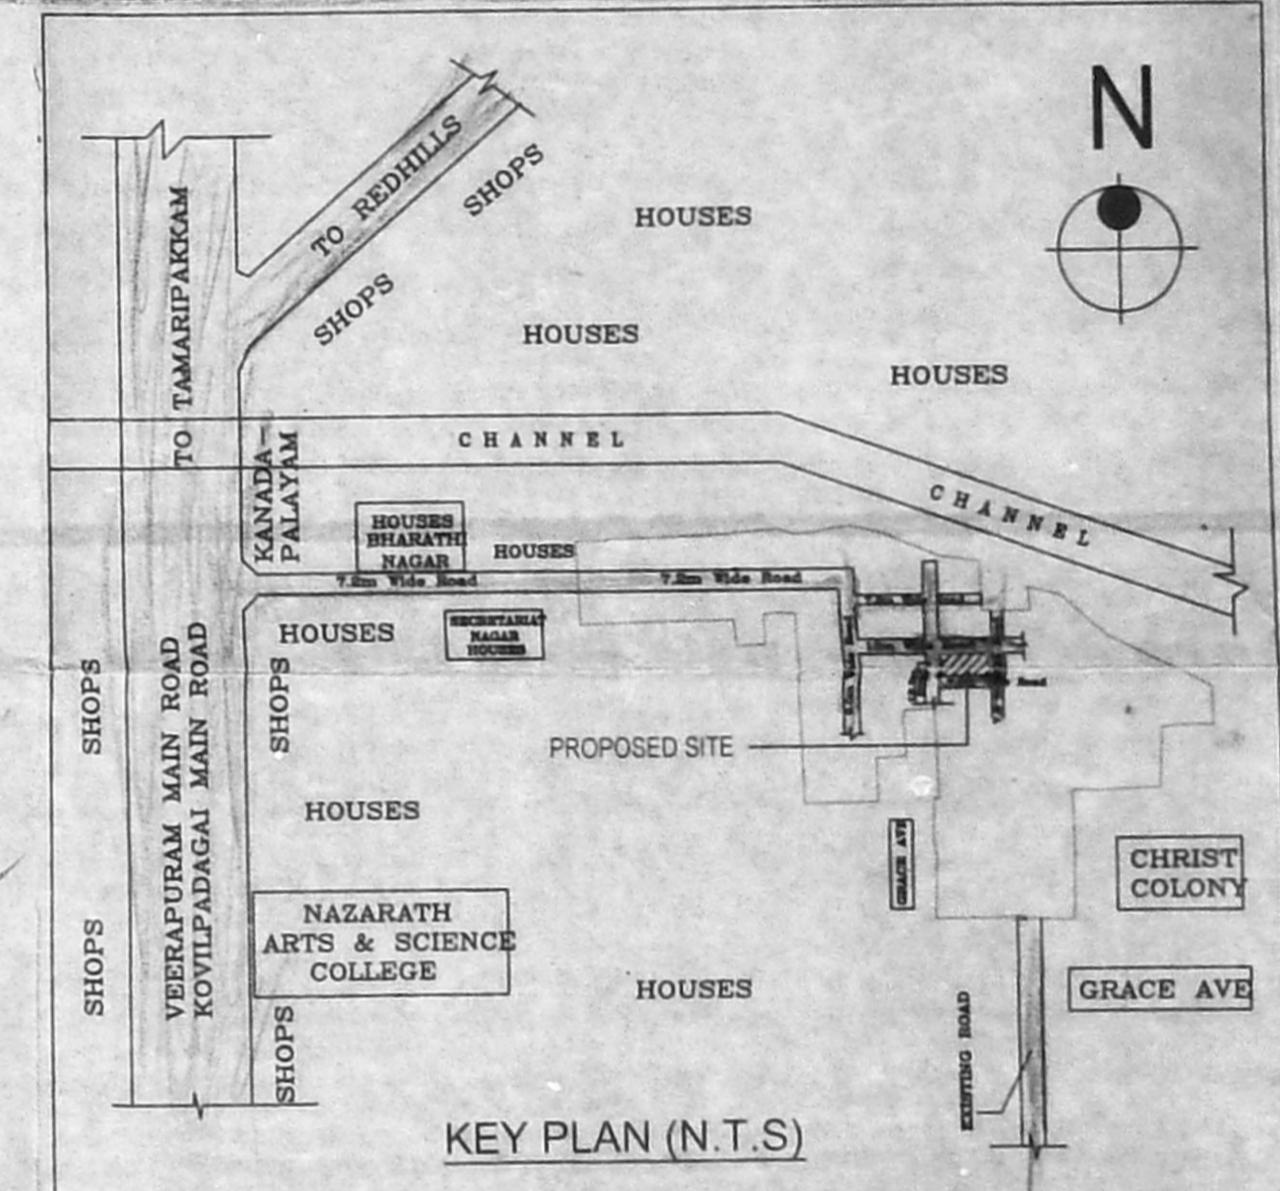 N
TO REDHILLS
SHOPS
SHOPS
HOUSES
HOUSES
HOUSES
TO TAMARIPAKKAM
CHANNEL
CHANNEL
KANADA-
PALAYAM
HOUSES
BHARATHI
NAGAR
HOUSES
7.2m Wide Road
7.2m Wide Road
HOUSES
SECRETARIAT
NAGAR
HOUSES
Wide Road
SHOPS
VEERAPURAM MAIN ROAD
KOVILPADAGAI MAIN ROAD
SHOPS
PROPOSED SITE
HOUSES
GRACE AVE
CHRIST
COLONY
NAZARATH
ARTS & SCIENCE
COLLEGE
SHOPS
HOUSES
GRACE AVE
SHOPS
EXISTING ROAD
KEY PLAN (N.T.S)